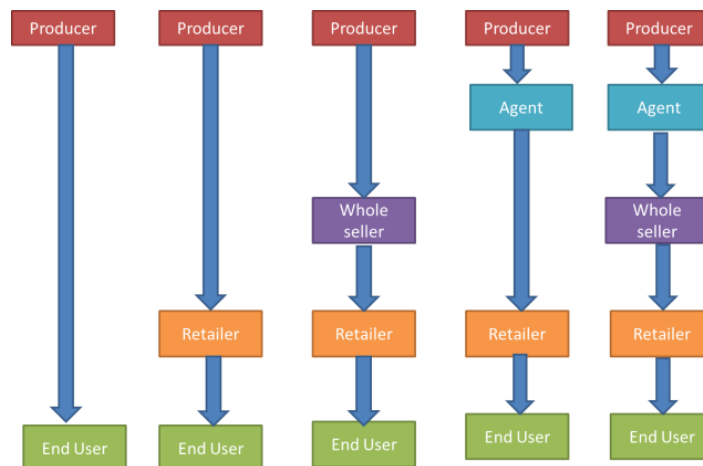 Producer
Producer
Producer
Producer
Producer
Agent
Agent
Whole
seller
Whole
seller
Retailer
Retailer
Retailer
Retailer
End User
End User
End User
End User
End User